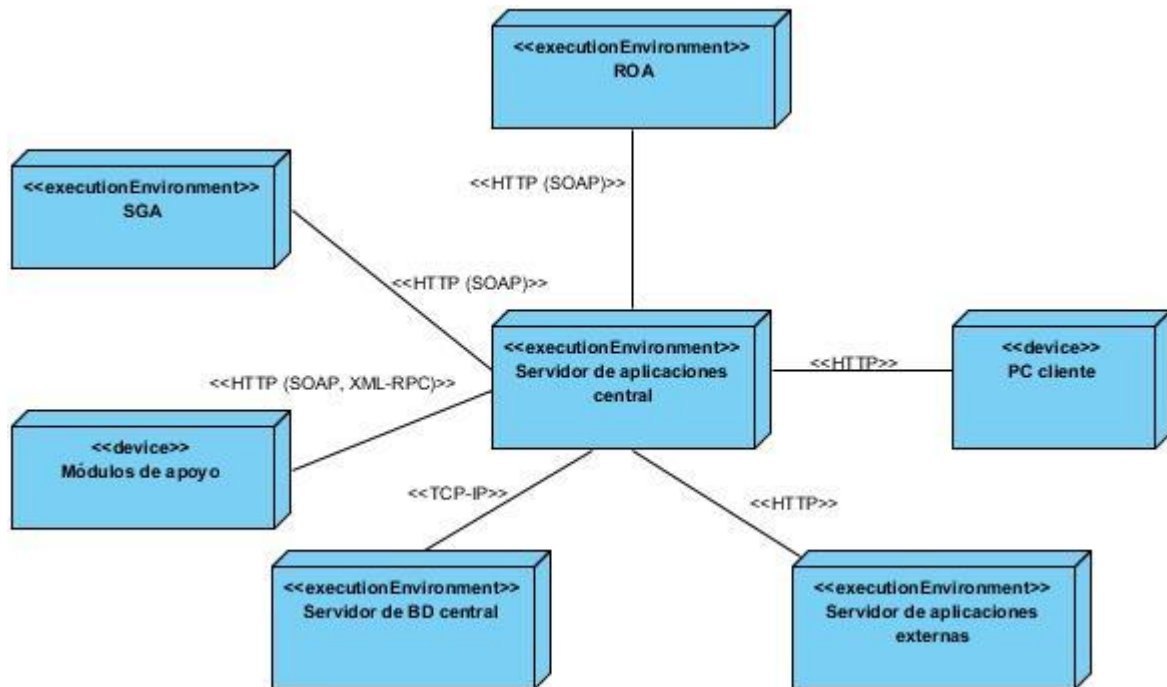 <<executionEnvironment>>
ROA
<<HTTP (SOAP)>>
<<executionEnvironment>>
SGA
<<HTTP (SOAP)>>
<<executionEnvironment>>
Servidor de aplicaciones
central
<<HTTP>>
<<device>>
PC cliente
<<HTTP (SOAP, XML-RPC)>>
<<device>>
Módulos de apoyo
<<TCP-IP>>
<<HTTP>>
<<executionEnvironment>>
Servidor de BD central
<<executionEnvironment>>
Servidor de aplicaciones
externas